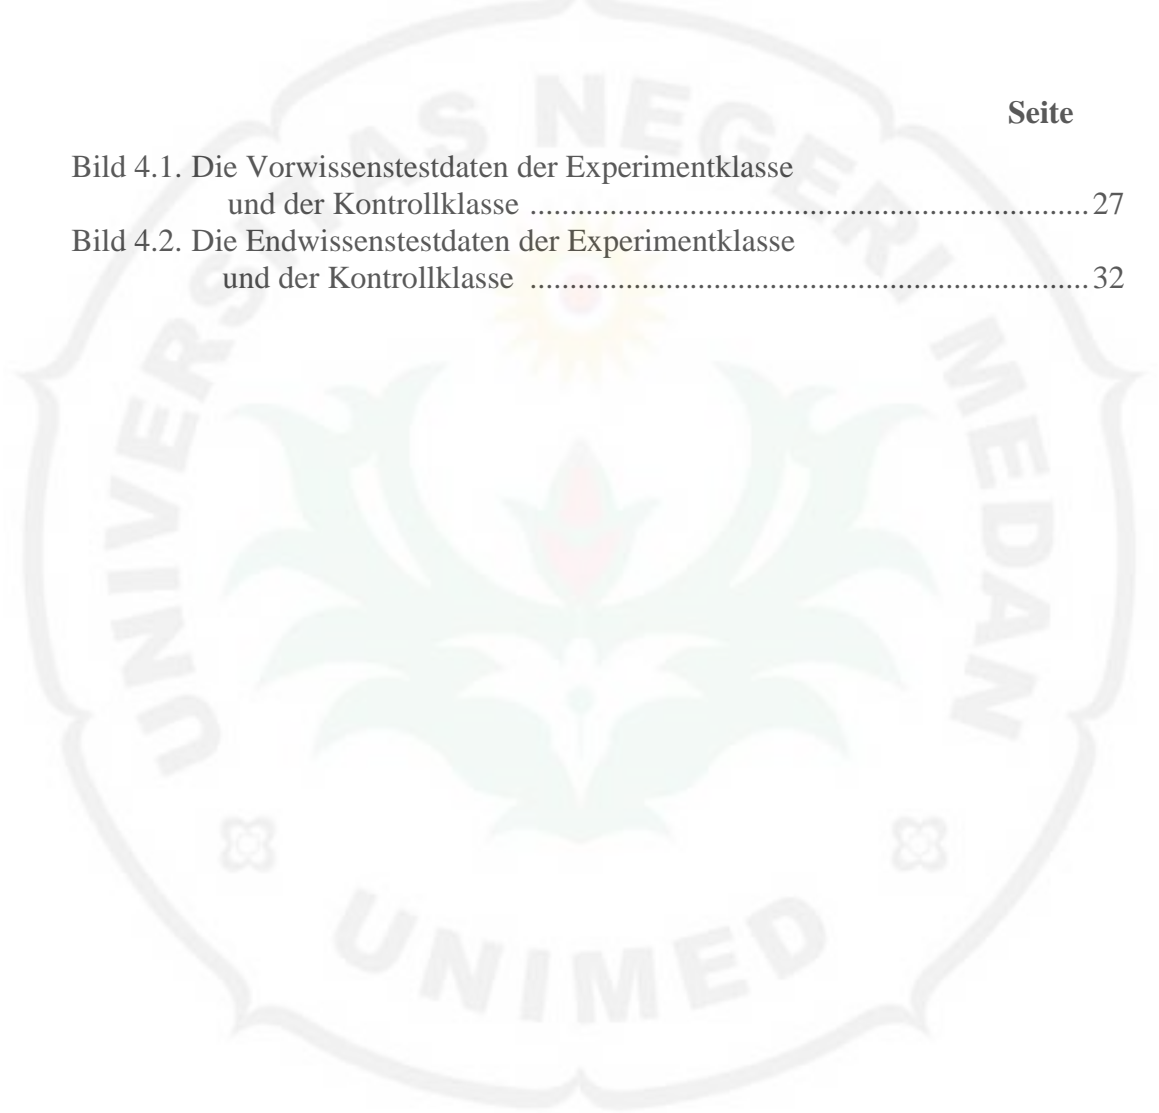 Seite
Bild 4.1. Die Vorwissenstestdaten der Experimentklasse
und der Kontrollklasse ......................................................................27
Bild 4.2. Die Endwissenstestdaten der Experimentklasse
und der Kontrollklasse ......................................................................32
UNIVERSITAS NEGERI MEDAN
UNIMED